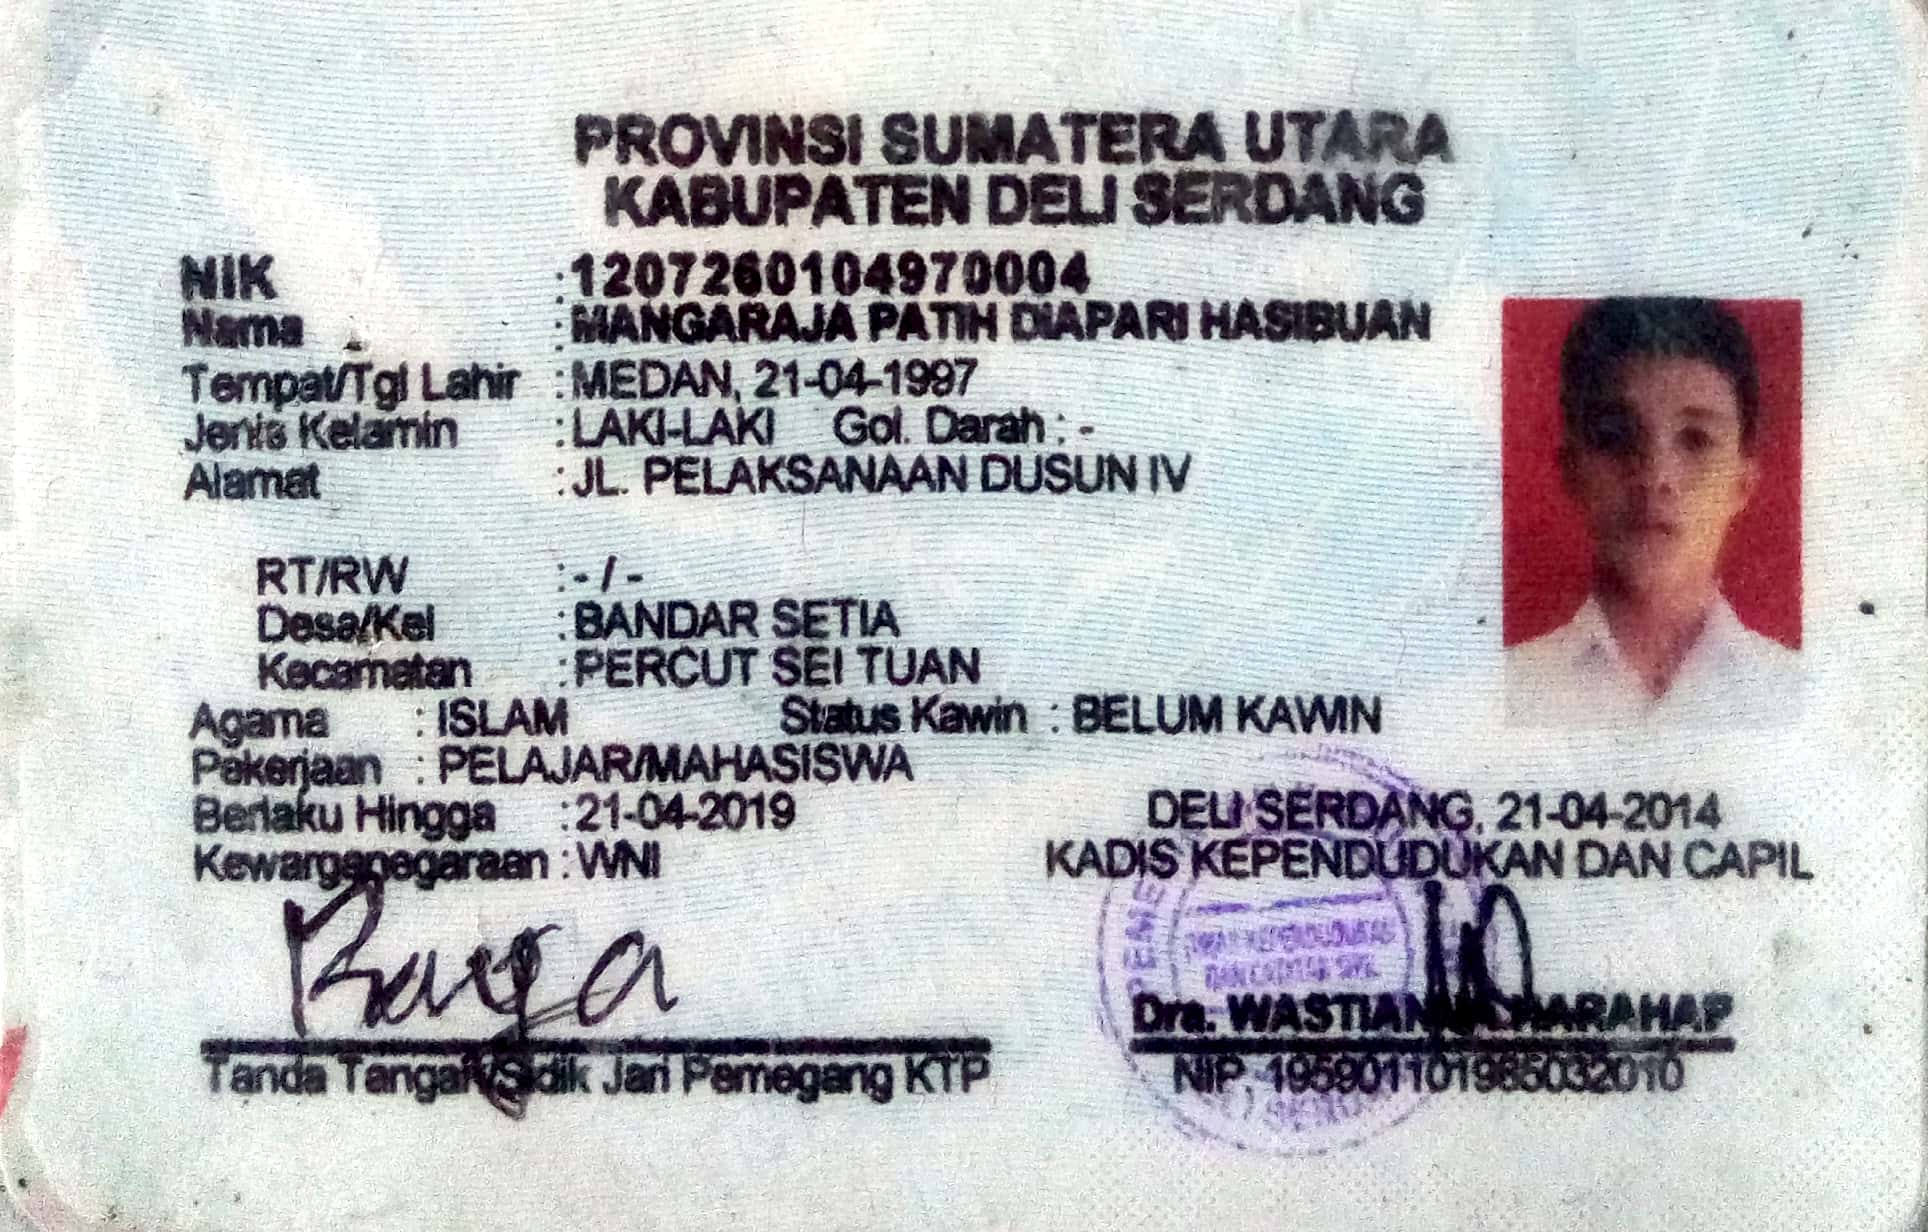 PROVINSI SUMATERA UTARA
KABUPATEN DELI SERDANG
NIK : 1207260104970004
Nama : MANGARAJA PATIH DIAPARI HASIBUAN
Tempat/Tgl Lahir : MEDAN, 21-04-1997
Jenis Kelamin : LAKI-LAKI Gol. Darah : -
Alamat : JL. PELAKSANAAN DUSUN IV
RT/RW : - / -
Desa/Kel : BANDAR SETIA
Kecamatan : PERCUT SEI TUAN
Agama : ISLAM Status Kawin : BELUM KAWIN
Pekerjaan : PELAJAR/MAHASISWA
Berlaku Hingga : 21-04-2019
Kewarganegaraan : WNI
DELI SERDANG, 21-04-2014
KADIS KEPENDUDUKAN DAN CAPIL
Dra. HARAHAP
Tanda Tangan/Sidik Jari Pemegang KTP
NIP. 195901101985032010